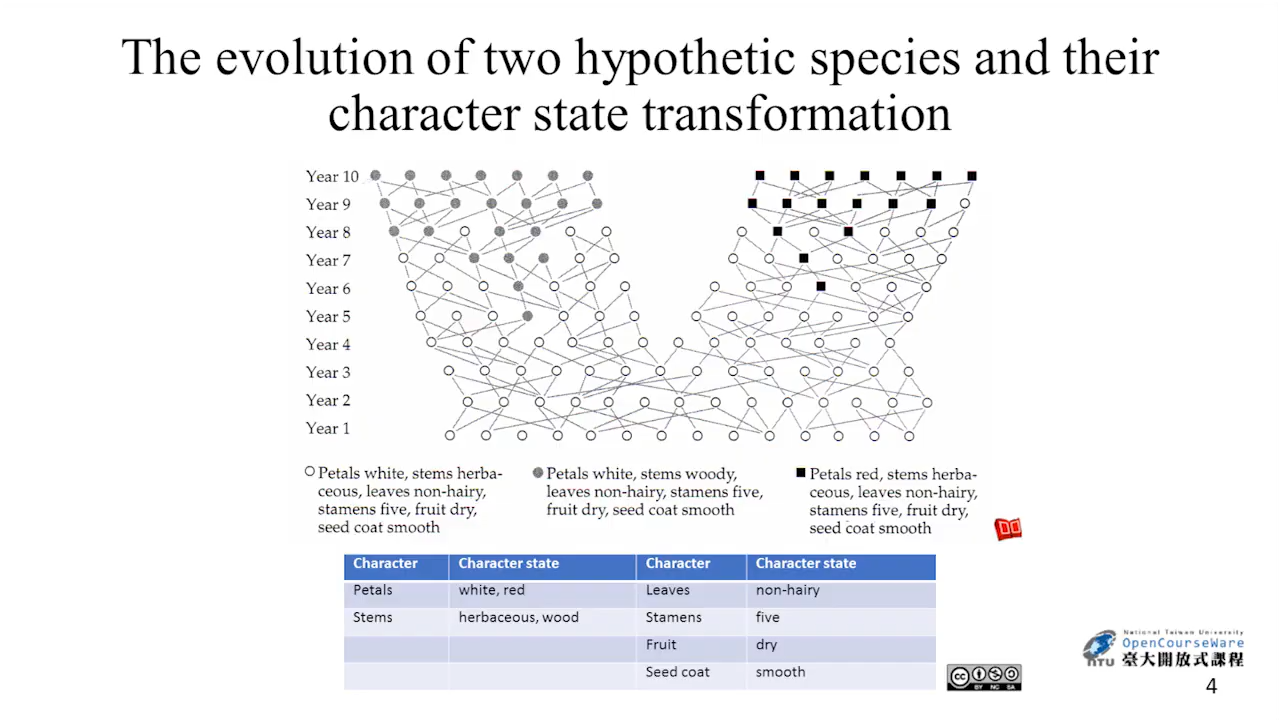 The evolution of two hypothetic species and their
character state transformation
Year 10
Year 9
Year 8
Year 7
Year 6
Year 5
Year 4
Year 3
Year 2
Year 1
Petals white, stems herba-
ceous, leaves non-hairy,
stamens five, fruit dry,
seed coat smooth
Petals white, stems woody,
leaves non-hairy, stamens five,
fruit dry, seed coat smooth
Petals red, stems herba-
ceous, leaves non-hairy,
stamens five, fruit dry,
seed coat smooth
Character Character state Character Character state
Petals white, red Leaves non-hairy
Stems herbaceous, wood Stamens five
Fruit dry
Seed coat smooth
cc BY NC SA
National Taiwan University
OpenCourseWare
NTU 臺大開放式課程
4